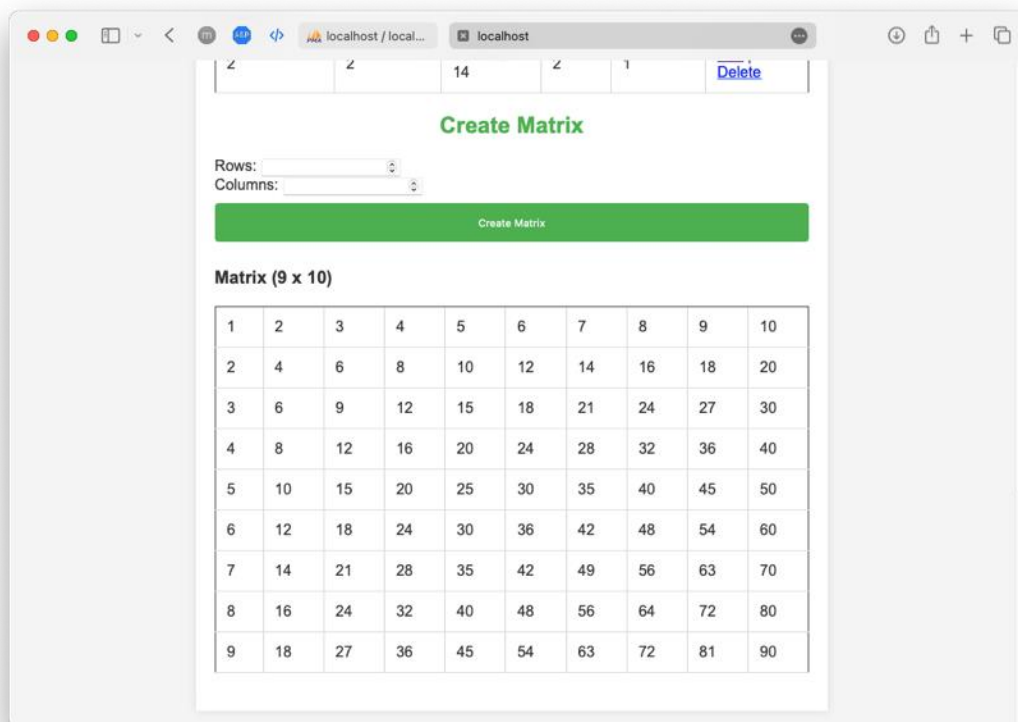 localhost / local...
localhost
2 2 14 2 1 Delete
Create Matrix
Rows:
Columns:
Create Matrix
Matrix (9 x 10)
1 2 3 4 5 6 7 8 9 10
2 4 6 8 10 12 14 16 18 20
3 6 9 12 15 18 21 24 27 30
4 8 12 16 20 24 28 32 36 40
5 10 15 20 25 30 35 40 45 50
6 12 18 24 30 36 42 48 54 60
7 14 21 28 35 42 49 56 63 70
8 16 24 32 40 48 56 64 72 80
9 18 27 36 45 54 63 72 81 90